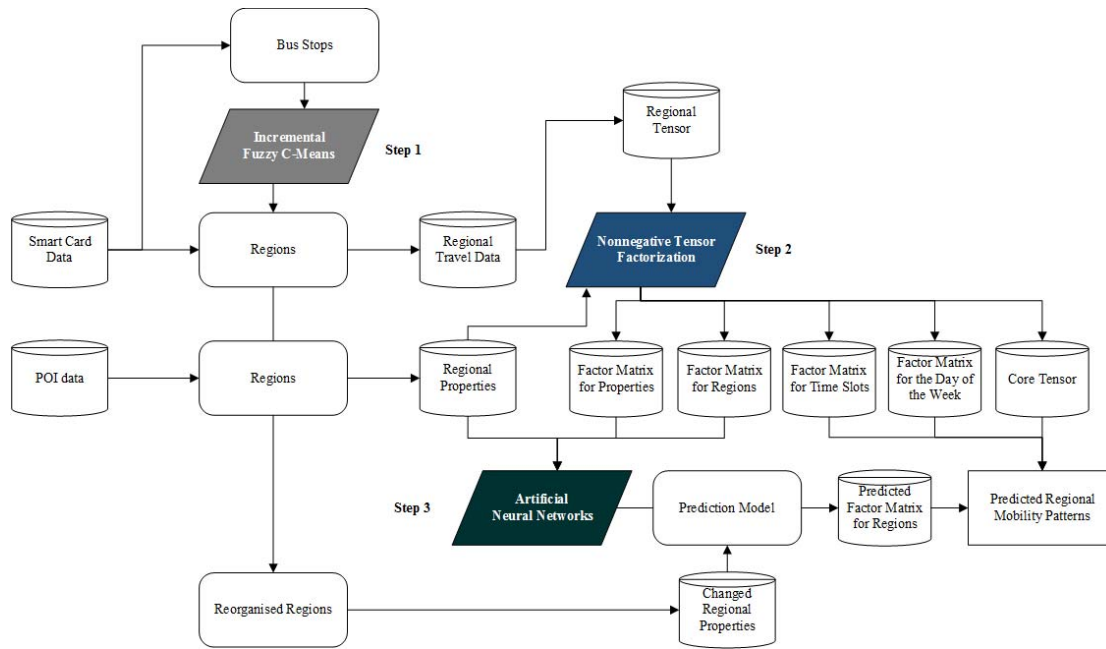 Bus Stops
Incremental
Fuzzy C-Means
Step 1
Regional
Tensor
Smart Card
Data
Regions
Regional
Travel Data
Nonnegative Tensor
Factorization
Step 2
POI data
Regions
Regional
Properties
Factor Matrix
for Properties
Factor Matrix
for Regions
Factor Matrix
for Time Slots
Factor Matrix
for the Day of
the Week
Core Tensor
Step 3
Artificial
Neural Networks
Prediction Model
Predicted
Factor Matrix
for Regions
Predicted Regional
Mobility Patterns
Reorganised Regions
Changed
Regional
Properties